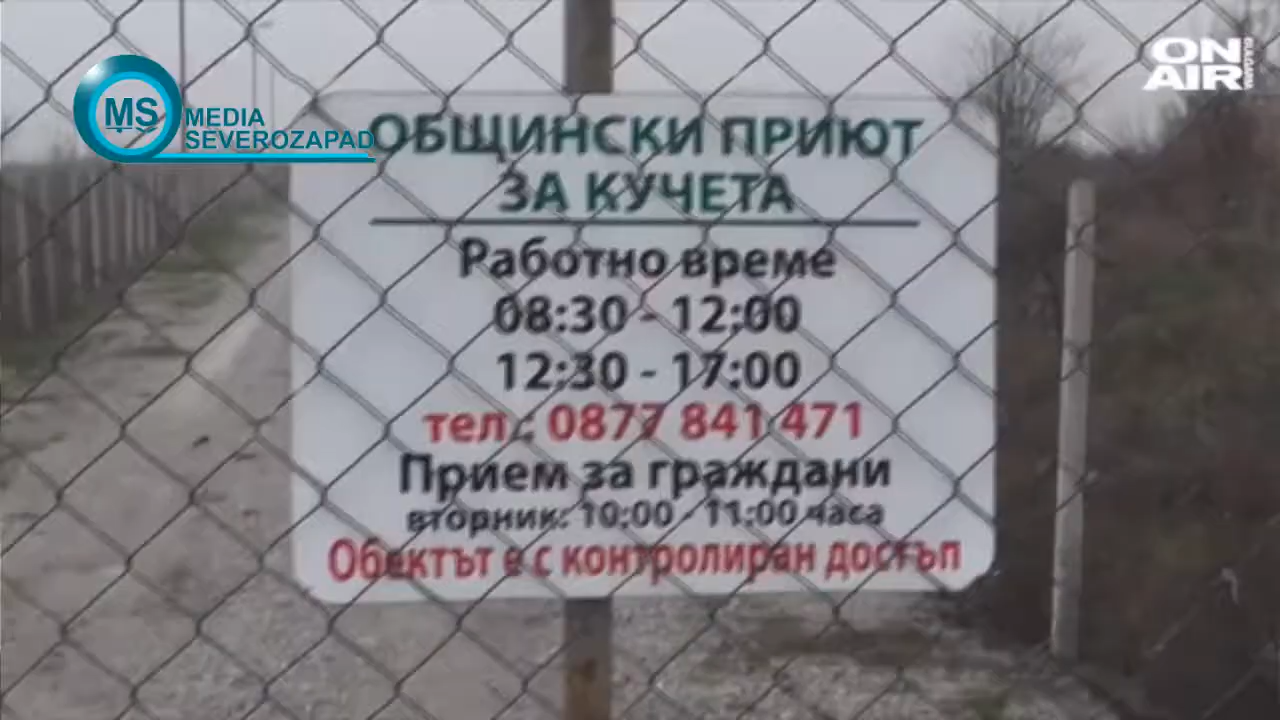 MS MEDIA
SEVEROZAPAD
ON
AIR
BULGARIA
ОБЩИНСКИ ПРИЮТ
ЗА КУЧЕТА
Работно време
08:30 - 12:00
12:30 - 17:00
тел.: 0877 841 471
Прием за граждани
вторник: 10:00 - 11:00 часа
Обектът е с контролиран достъп